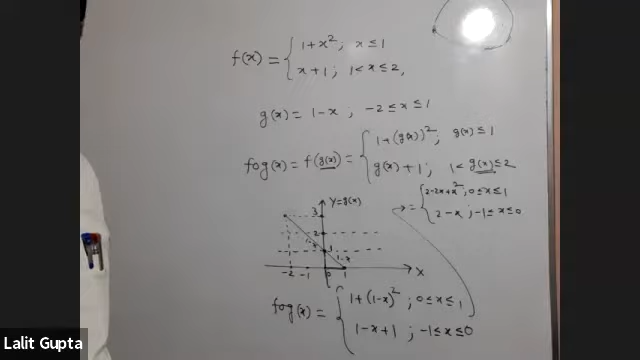 f(x) = { 1+x² ; x ≤ 1
x+1 ; 1 < x ≤ 2,
g(x) = 1-x ; -2 ≤ x ≤ 1
fog(x) = f(g(x)) = { 1+(g(x))² ; g(x) ≤ 1
g(x)+1 ; 1 < g(x) ≤ 2
= { 2-2x+x² ; 0 ≤ x ≤ 1
2-x ; -1 ≤ x ≤ 0
Y=g(x)
3
2
1-x
1
1-x
-2 -1 0 1 X
fog(x) = { 1+(1-x)² ; 0 ≤ x ≤ 1
1-x+1 ; -1 ≤ x ≤ 0
Lalit Gupta